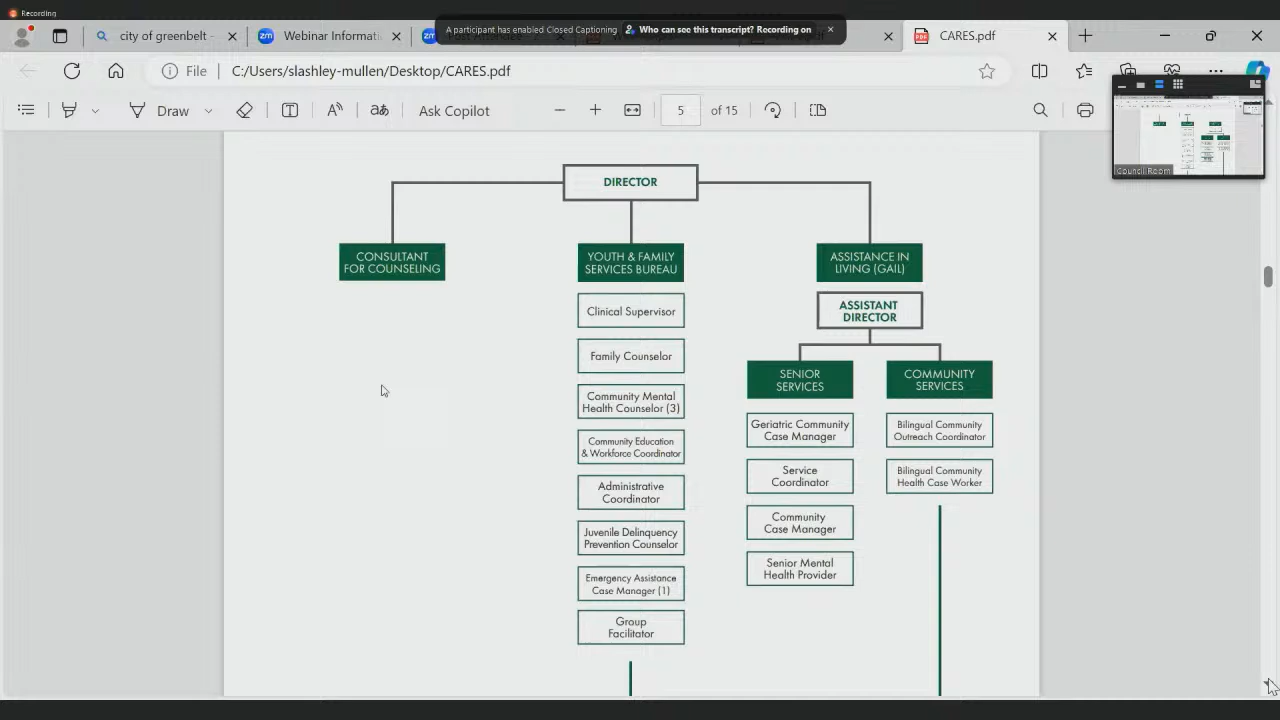 Recording
A participant has enabled Closed Captioning Who can see this transcript? Recording on
city of greenbelt -
zm Webinar Informati
zm
CARES.pdf
File C:/Users/slashley-mullen/Desktop/CARES.pdf
Draw Ask Copilot 5 of 15
Council Room
DIRECTOR
CONSULTANT
FOR COUNSELING
YOUTH & FAMILY
SERVICES BUREAU
Clinical Supervisor
Family Counselor
Community Mental
Health Counselor (3)
Community Education
& Workforce Coordinator
Administrative
Coordinator
Juvenile Delinquency
Prevention Counselor
Emergency Assistance
Case Manager (1)
Group
Facilitator
ASSISTANCE IN
LIVING (GAIL)
ASSISTANT
DIRECTOR
SENIOR
SERVICES
Geriatric Community
Case Manager
Service
Coordinator
Community
Case Manager
Senior Mental
Health Provider
COMMUNITY
SERVICES
Bilingual Community
Outreach Coordinator
Bilingual Community
Health Case Worker